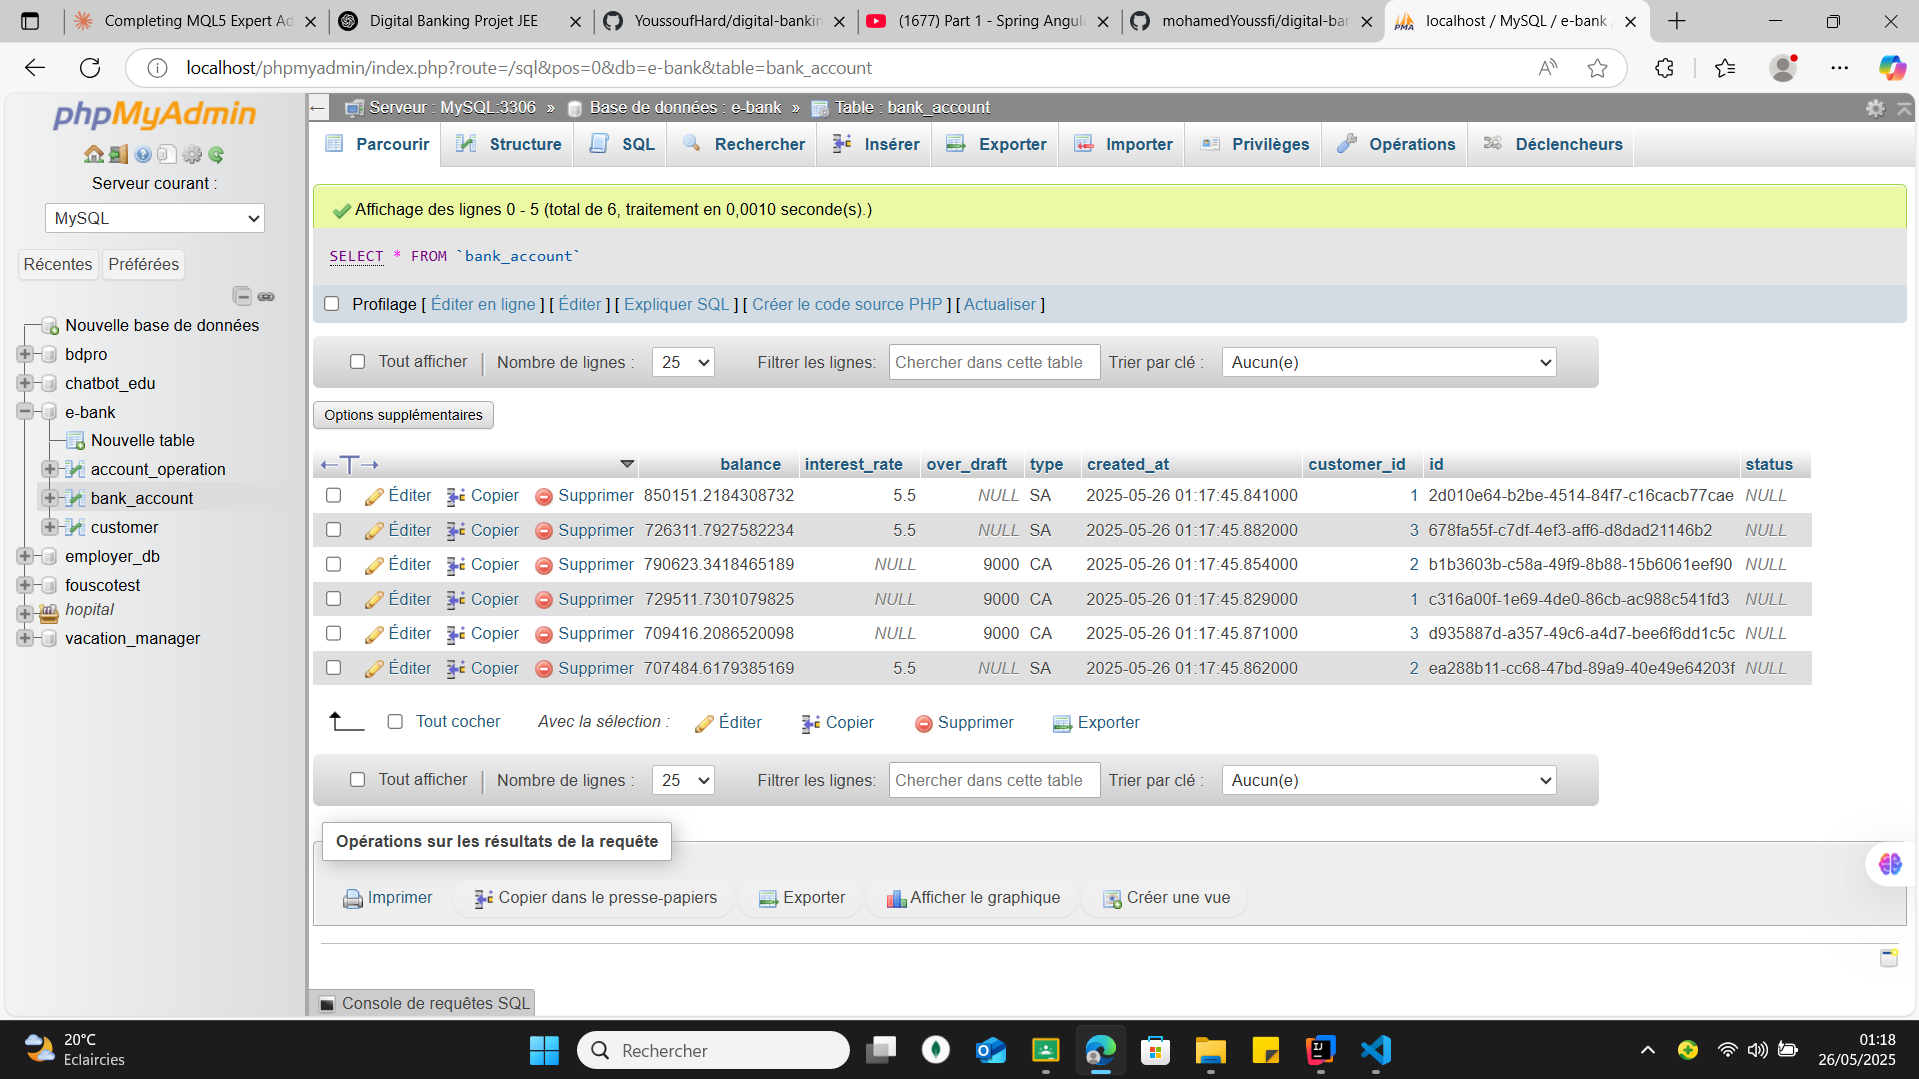 Completing MQL5 Expert Ad
Digital Banking Projet JEE
YoussoufHard/digital-bankin
(1677) Part 1 - Spring Angula
mohamedYoussfi/digital-bar
localhost / MySQL / e-bank
localhost/phpmyadmin/index.php?route=/sql&pos=0&db=e-bank&table=bank_account
phpMyAdmin
Serveur courant :
MySQL
Récentes Préférées
Nouvelle base de données
bdpro
chatbot_edu
e-bank
Nouvelle table
account_operation
bank_account
customer
employer_db
fouscotest
hopital
vacation_manager
Serveur : MySQL:3306 » Base de données : e-bank » Table : bank_account
Parcourir Structure SQL Rechercher Insérer Exporter Importer Privilèges Opérations Déclencheurs
Affichage des lignes 0 - 5 (total de 6, traitement en 0,0010 seconde(s).)
SELECT * FROM `bank_account`
Profilage [ Éditer en ligne ] [ Éditer ] [ Expliquer SQL ] [ Créer le code source PHP ] [ Actualiser ]
Tout afficher Nombre de lignes : 25 Filtrer les lignes: Chercher dans cette table Trier par clé : Aucun(e)
Options supplémentaires
balance interest_rate over_draft type created_at customer_id id status
Éditer Copier Supprimer 850151.2184308732 5.5 NULL SA 2025-05-26 01:17:45.841000 1 2d010e64-b2be-4514-84f7-c16cacb77cae NULL
Éditer Copier Supprimer 726311.7927582234 5.5 NULL SA 2025-05-26 01:17:45.882000 3 678fa55f-c7df-4ef3-aff6-d8dad21146b2 NULL
Éditer Copier Supprimer 790623.3418465189 NULL 9000 CA 2025-05-26 01:17:45.854000 2 b1b3603b-c58a-49f9-8b88-15b6061eef90 NULL
Éditer Copier Supprimer 729511.7301079825 NULL 9000 CA 2025-05-26 01:17:45.829000 1 c316a00f-1e69-4de0-86cb-ac988c541fd3 NULL
Éditer Copier Supprimer 709416.2086520098 NULL 9000 CA 2025-05-26 01:17:45.871000 3 d935887d-a357-49c6-a4d7-bee6f6dd1c5c NULL
Éditer Copier Supprimer 707484.6179385169 5.5 NULL SA 2025-05-26 01:17:45.862000 2 ea288b11-cc68-47bd-89a9-40e49e64203f NULL
Tout cocher Avec la sélection : Éditer Copier Supprimer Exporter
Tout afficher Nombre de lignes : 25 Filtrer les lignes: Chercher dans cette table Trier par clé : Aucun(e)
Opérations sur les résultats de la requête
Imprimer Copier dans le presse-papiers Exporter Afficher le graphique Créer une vue
Console de requêtes SQL
20°C
Eclaircies
Rechercher
01:18
26/05/2025